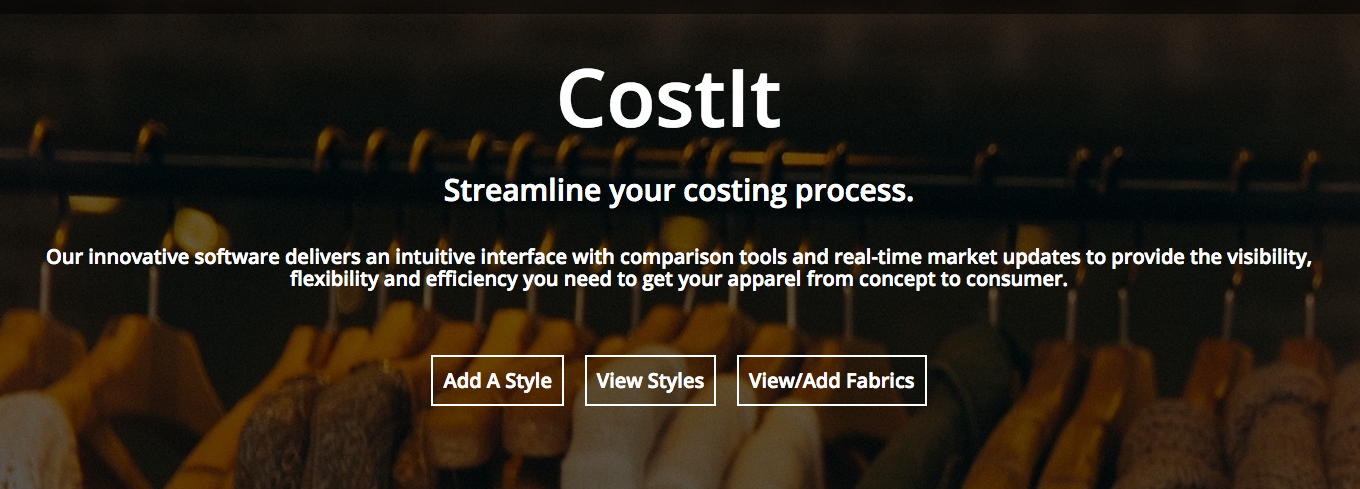 CostIt
Streamline your costing process.
Our innovative software delivers an intuitive interface with comparison tools and real-time market updates to provide the visibility,
flexibility and efficiency you need to get your apparel from concept to consumer.
Add A Style
View Styles
View/Add Fabrics